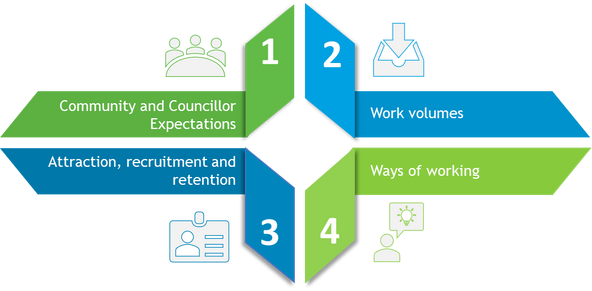 1
Community and Councillor
Expectations
2
Work volumes
3
Attraction, recruitment and
retention
4
Ways of working